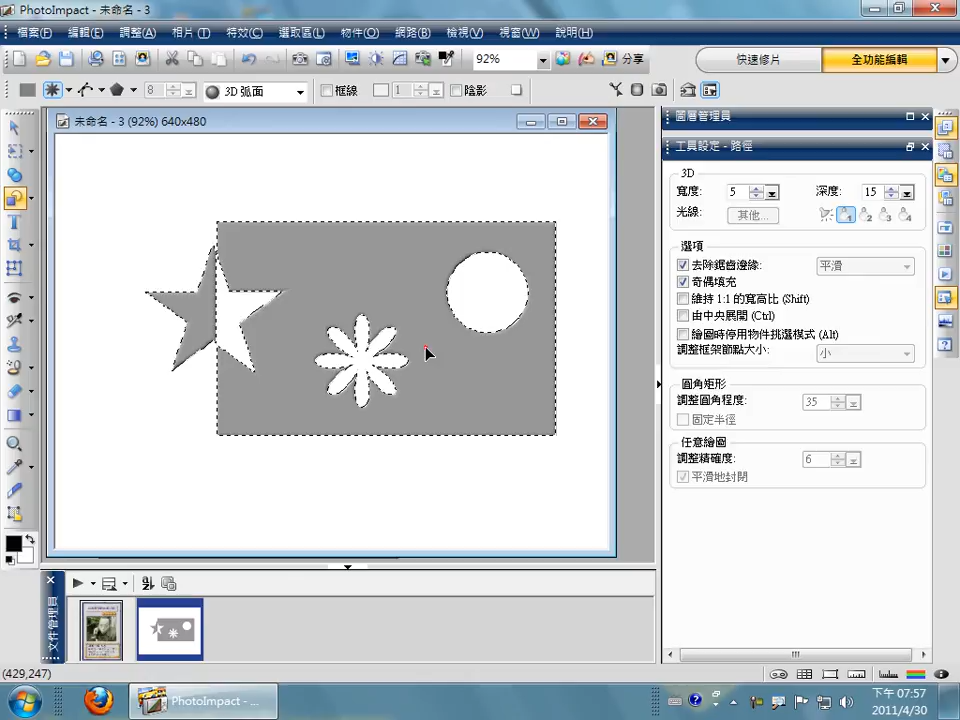 PhotoImpact - 未命名 - 3
檔案(F) 編輯(E) 調整(A) 相片(T) 特效(C) 選取區(L) 物件(O) 網路(B) 檢視(V) 視窗(W) 說明(H)
92% 分享 快速修片 全功能編輯
8 3D 弧面 框線 1 陰影
未命名 - 3 (92%) 640x480
圖層管理員
工具設定 - 路徑
3D
寬度: 5 深度: 15
光線: 其他... 1 2 3 4
選項
去除鋸齒邊緣: 平滑
奇偶填充
維持 1:1 的寬高比 (Shift)
由中央展開 (Ctrl)
繪圖時停用物件挑選模式 (Alt)
調整框架節點大小: 小
圓角矩形
調整圓角程度: 35
固定半徑
任意繪圖
調整精確度: 6
平滑地封閉
文件管理員
(429,247)
PhotoImpact - ...
下午 07:57
2011/4/30